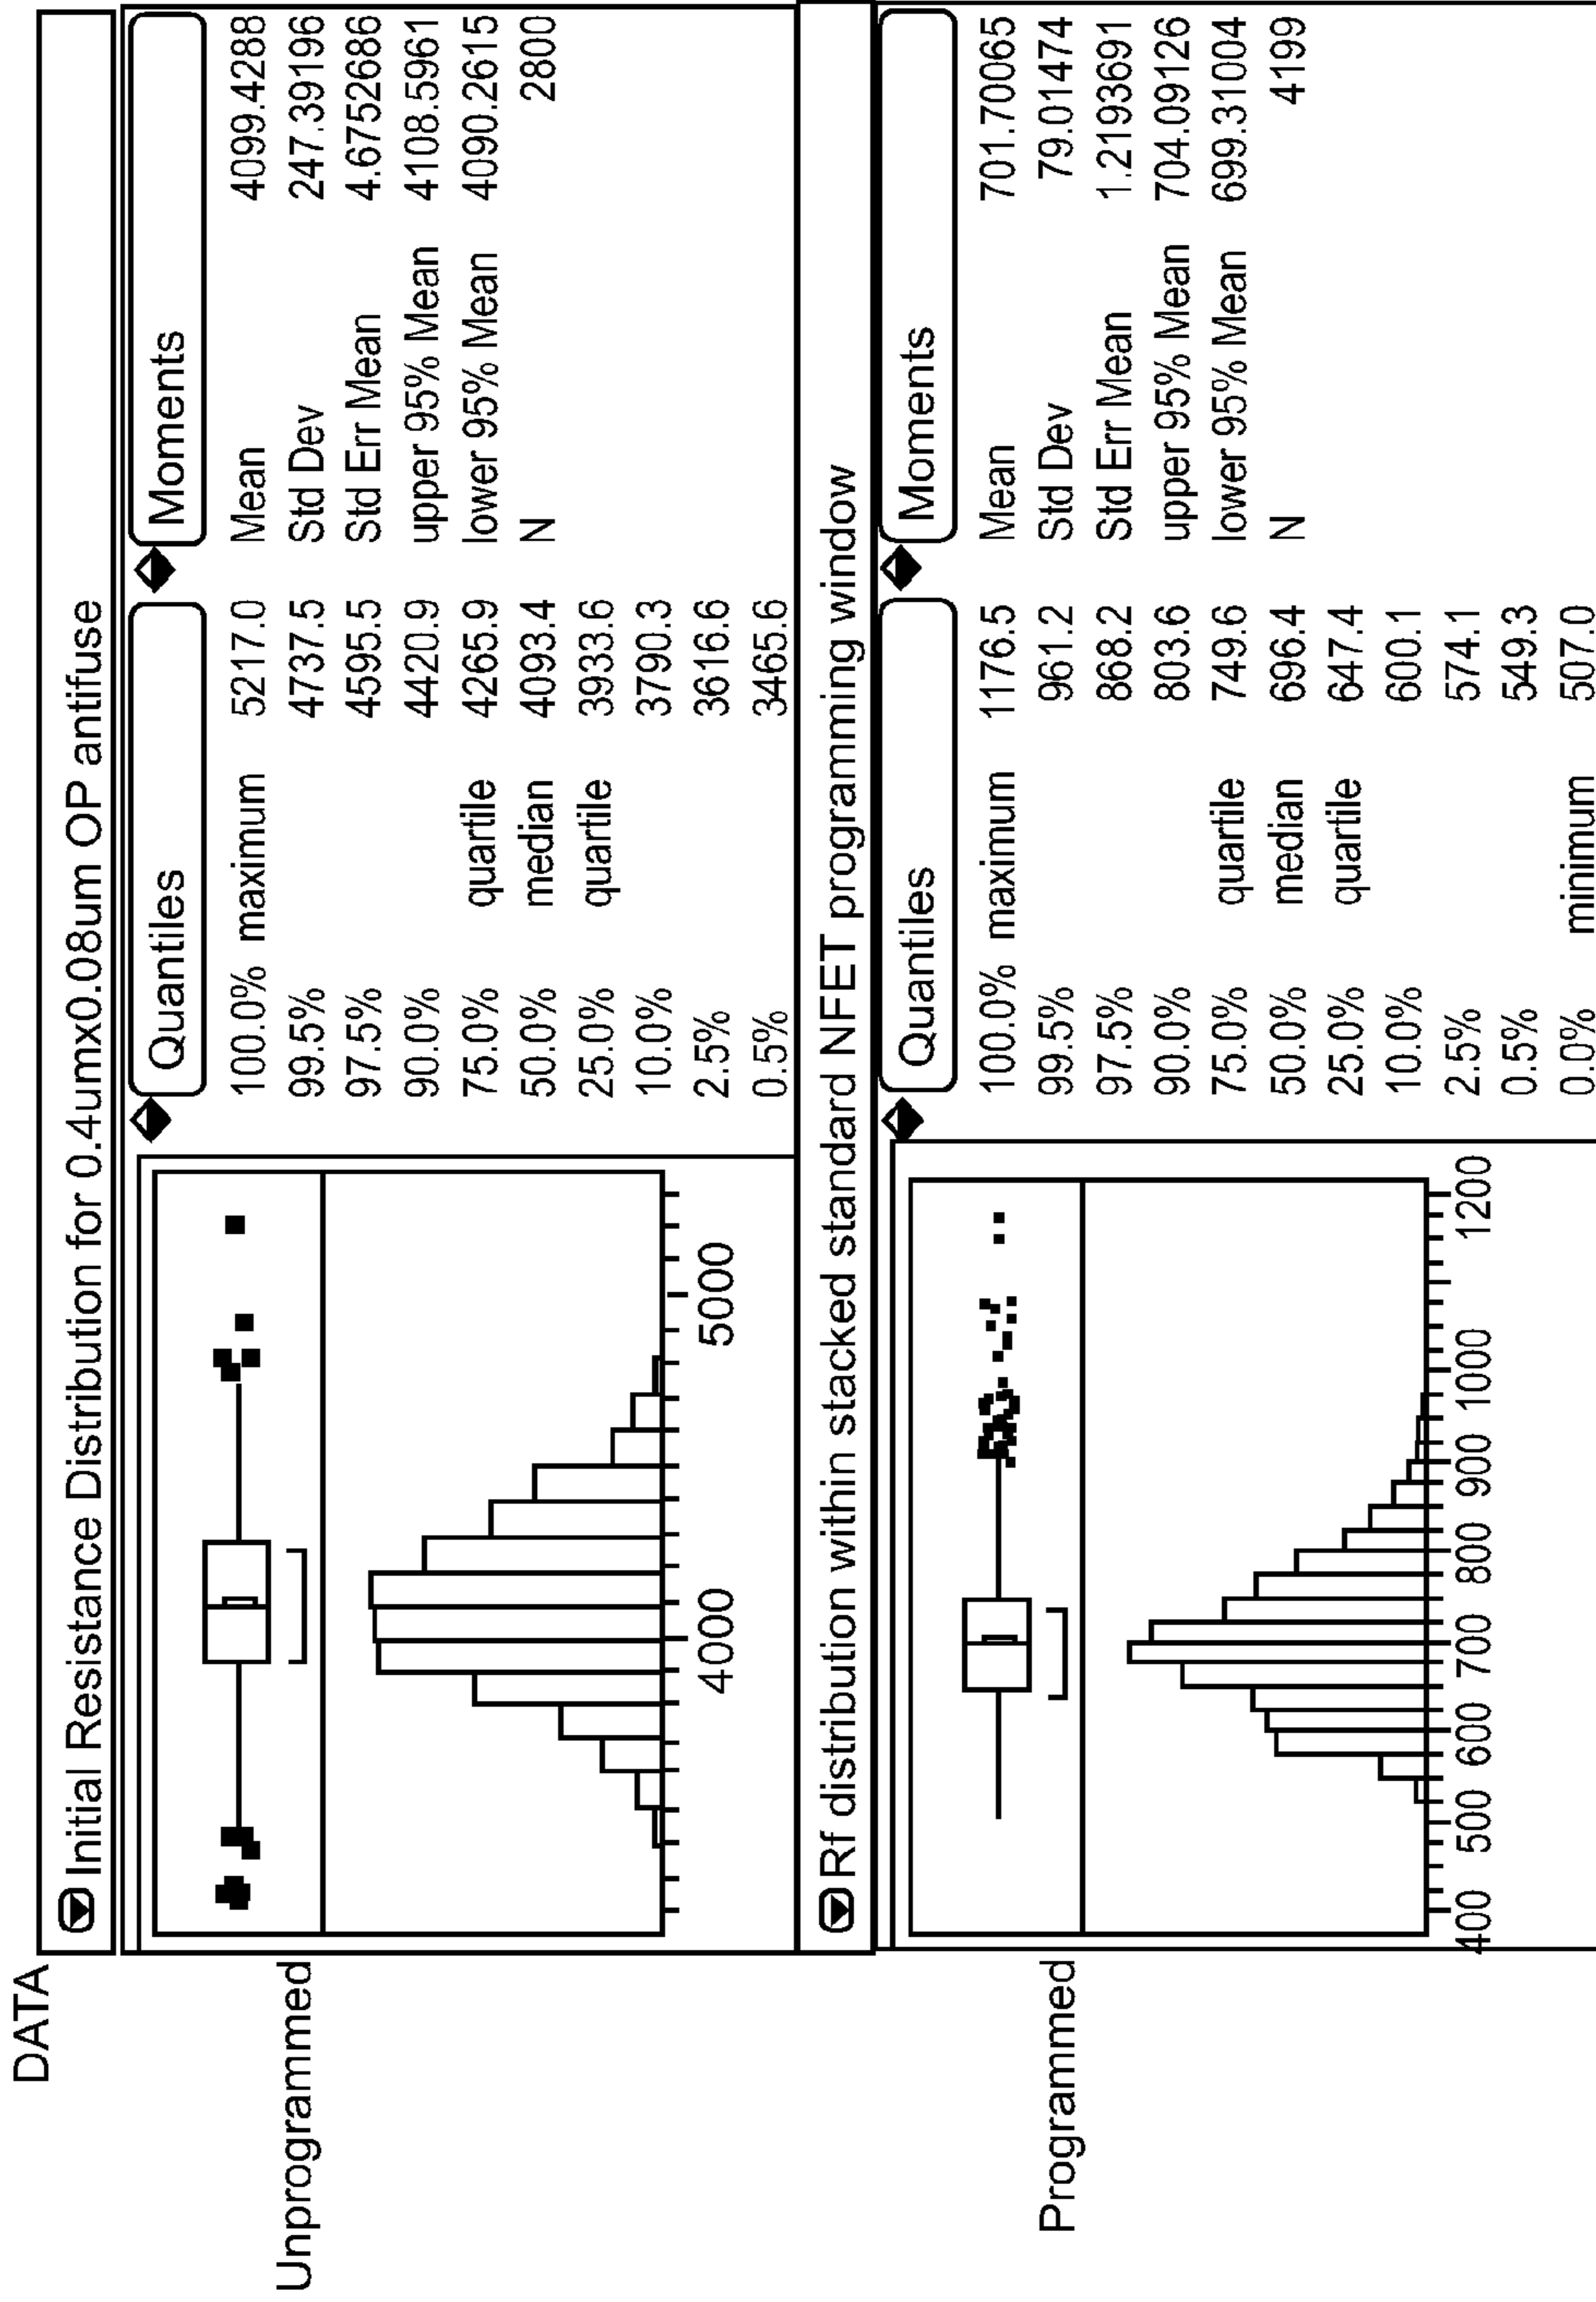 DATA
Initial Resistance Distribution for 0.4umx0.08um OP antifuse
Unprogrammed
4000 5000
Quantiles
100.0% maximum 5217.0
99.5% 4737.5
97.5% 4595.5
90.0% 4420.9
75.0% quartile 4265.9
50.0% median 4093.4
25.0% quartile 3933.6
10.0% 3790.3
2.5% 3616.6
0.5% 3465.6
Moments
Mean 4099.4288
Std Dev 247.39196
Std Err Mean 4.6752686
upper 95% Mean 4108.5961
lower 95% Mean 4090.2615
N 2800
Rf distribution within stacked standard NFET programming window
Programmed
400 500 600 700 800 900 1000 1200
Quantiles
100.0% maximum 1176.5
99.5% 961.2
97.5% 868.2
90.0% 803.6
75.0% quartile 749.6
50.0% median 696.4
25.0% quartile 647.4
10.0% 600.1
2.5% 574.1
0.5% 549.3
0.0% minimum 507.0
Moments
Mean 701.70065
Std Dev 79.01474
Std Err Mean 1.2193691
upper 95% Mean 704.09126
lower 95% Mean 699.31004
N 4199